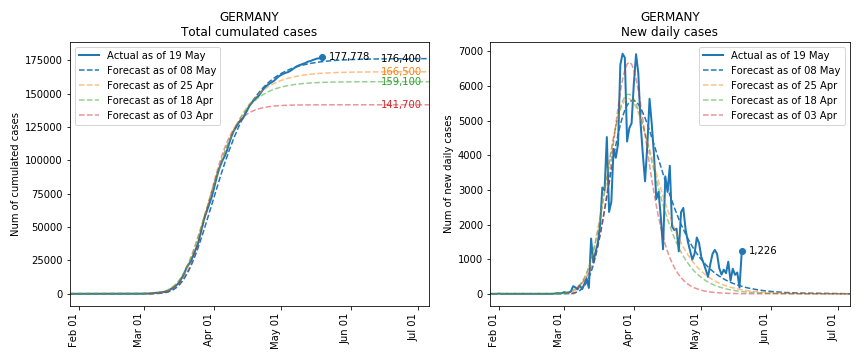 GERMANY
Total cumulated cases
Num of cumulated cases
175000
150000
125000
100000
75000
50000
25000
0
Actual as of 19 May
Forecast as of 08 May
Forecast as of 25 Apr
Forecast as of 18 Apr
Forecast as of 03 Apr
177,778
176,400
166,500
159,100
141,700
Feb 01
Mar 01
Apr 01
May 01
Jun 01
Jul 01
GERMANY
New daily cases
Num of new daily cases
7000
6000
5000
4000
3000
2000
1000
0
Actual as of 19 May
Forecast as of 08 May
Forecast as of 25 Apr
Forecast as of 18 Apr
Forecast as of 03 Apr
1,226
Feb 01
Mar 01
Apr 01
May 01
Jun 01
Jul 01